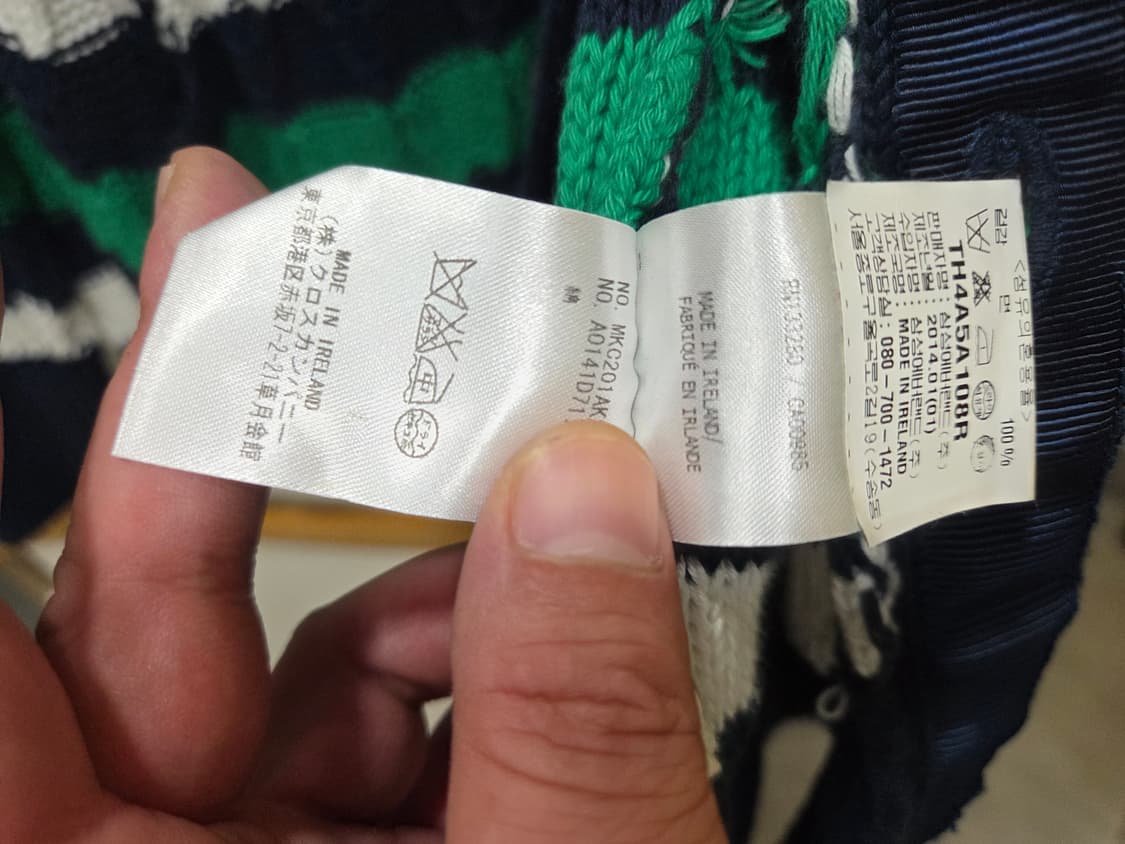 MADE IN IRELAND
(株)クロスカンパニー
東京都港区赤坂7-2-21草月会館
NO. MKC201AK
NO. A0141D71
綿
MADE IN IRELAND/
FABRIQUÉ EN IRLANDE
/ CA00985
<섬유의혼용율>
겉감 면 100%
TH4A5A108R
판매자명 : 삼성에버랜드(주)
제조년월 : 2014.01(01)
수입자명 : 삼성에버랜드(주)
제조국명 : MADE IN IRELAND
고객상담실 : 080-700-1472
서울종로구율곡로2길19(수송동)